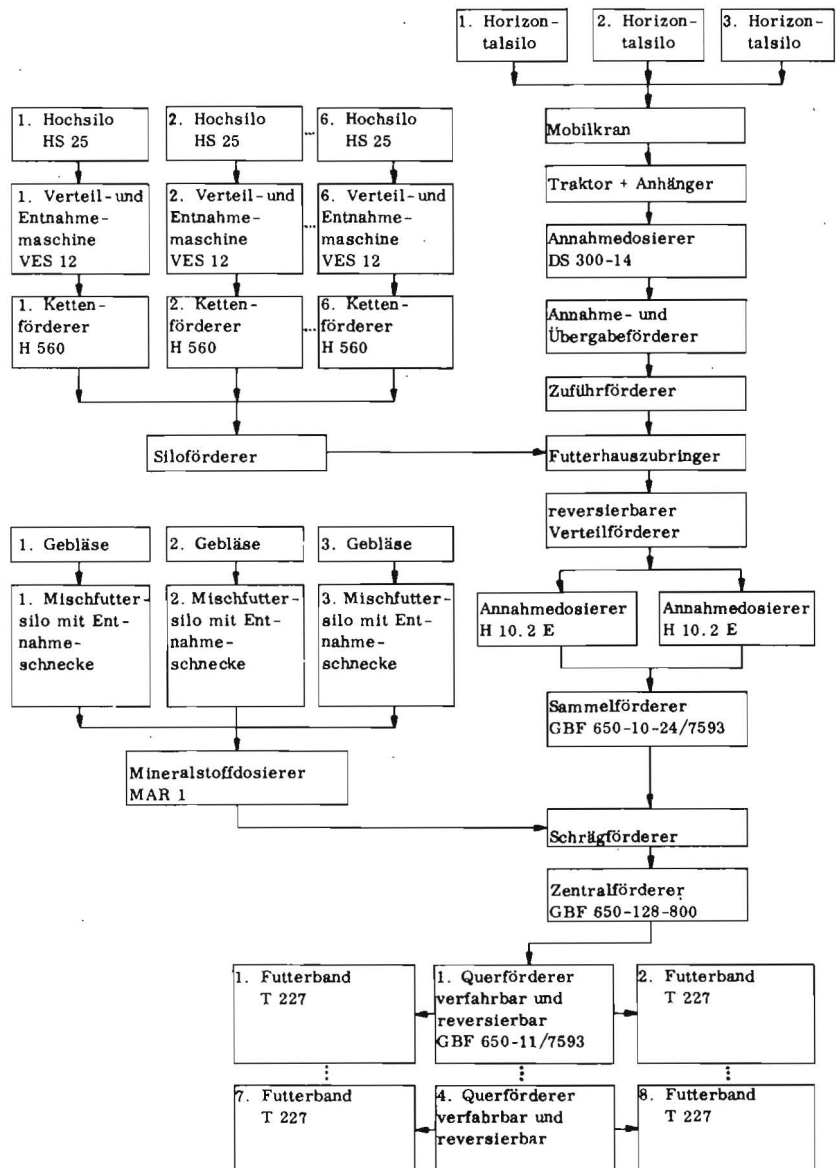 1. Horizon-
talsilo
2. Horizon-
talsilo
3. Horizon-
talsilo
1. Hochsilo
HS 25
2. Hochsilo
HS 25
...
6. Hochsilo
HS 25
Mobilkran
Traktor + Anhänger
1. Verteil-und
Entnahme-
maschine
VES 12
2. Verteil-und
Entnahme-
maschine
VES 12
...
6. Verteil-und
Entnahme-
maschine
VES 12
Annahmedosierer
DS 300-14
1. Ketten-
förderer
H 560
2. Ketten-
förderer
H 560
...
6. Ketten-
förderer
H 560
Annahme- und
Übergabeförderer
Zuführförderer
Siloförderer
Futterhauszubringer
reversierbarer
Verteilförderer
1. Gebläse
2. Gebläse
3. Gebläse
1. Mischfutter-
silo mit Ent-
nahme-
schnecke
2. Mischfutter-
silo mit Ent-
nahme-
schnecke
3. Mischfutter-
silo mit Ent-
nahme-
schnecke
Annahmedosierer
H 10.2 E
Annahmedosierer
H 10.2 E
Sammelförderer
GBF 650-10-24/7593
Mineralstoffdosierer
MAR 1
Schrägförderer
Zentralförderer
GBF 650-128-800
1. Futterband
T 227
1. Querförderer
verfahrbar und
reversierbar
GBF 650-11/7593
2. Futterband
T 227
7. Futterband
T 227
4. Querförderer
verfahrbar und
reversierbar
8. Futterband
T 227